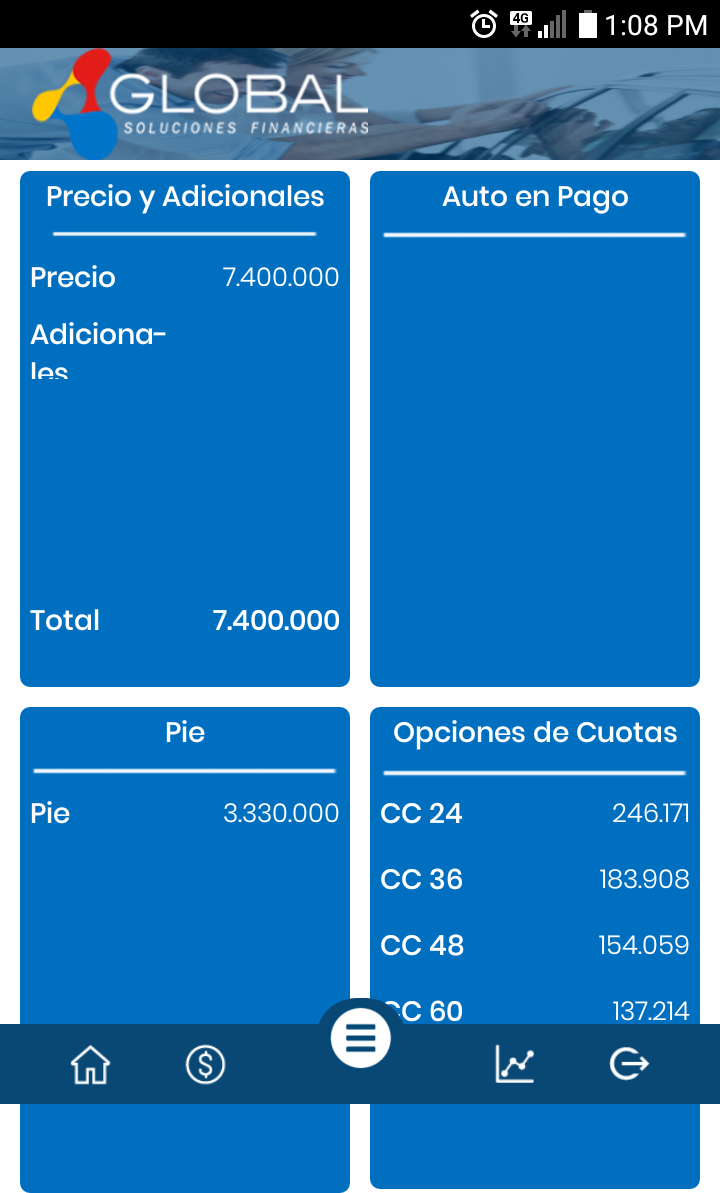 4G
1:08 PM
GLOBAL
SOLUCIONES FINANCIERAS
Precio y Adicionales
Precio 7.400.000
Adiciona-
les
Total 7.400.000
Auto en Pago
Pie
Pie 3.330.000
Opciones de Cuotas
CC 24 246.171
CC 36 183.908
CC 48 154.059
CC 60 137.214